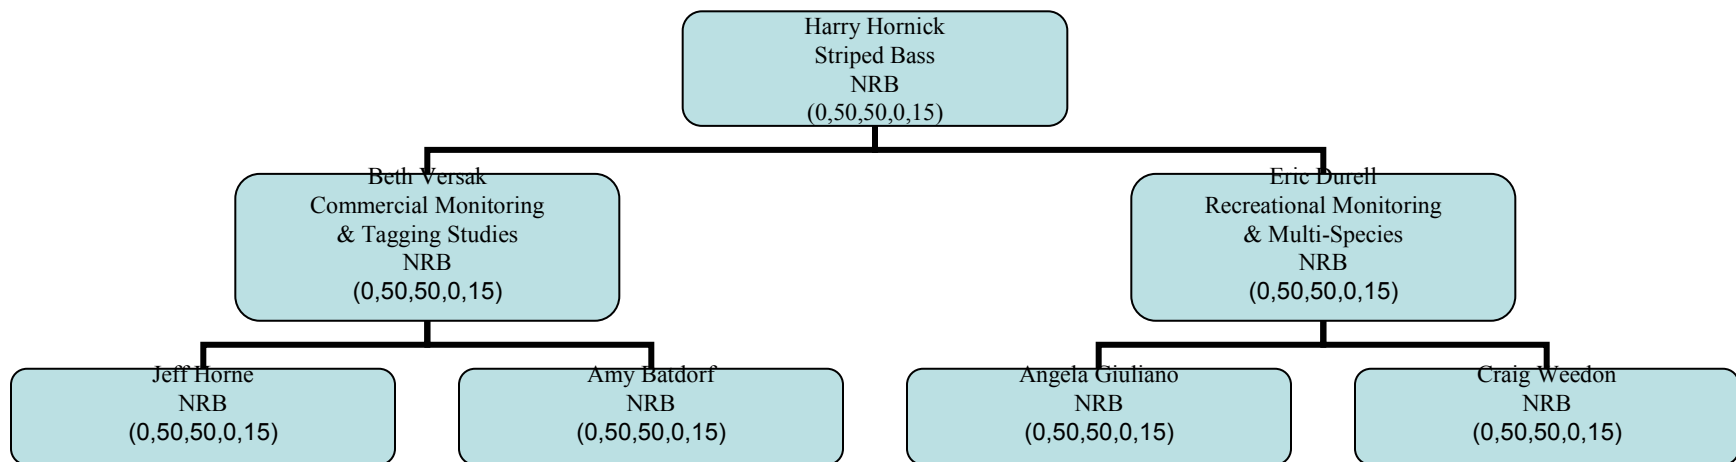 Harry Hornick
Striped Bass
NRB
(0,50,50,0,15)
Beth Versak
Commercial Monitoring
& Tagging Studies
NRB
(0,50,50,0,15)
Eric Durell
Recreational Monitoring
& Multi-Species
NRB
(0,50,50,0,15)
Jeff Horne
NRB
(0,50,50,0,15)
Amy Batdorf
NRB
(0,50,50,0,15)
Angela Giuliano
NRB
(0,50,50,0,15)
Craig Weedon
NRB
(0,50,50,0,15)